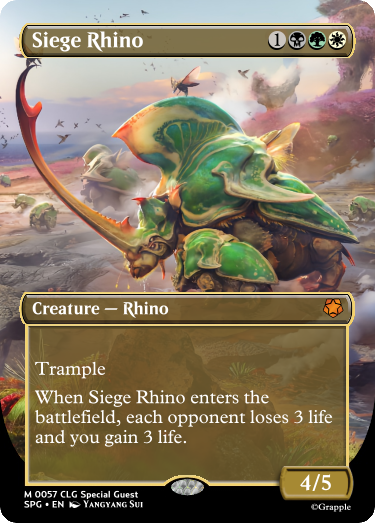 Siege Rhino 1
Creature — Rhino
Trample
When Siege Rhino enters the
battlefield, each opponent loses 3 life
and you gain 3 life.
4/5
M 0057 CLG Special Guest
SPG • EN Yangyang Sui
©Grapple